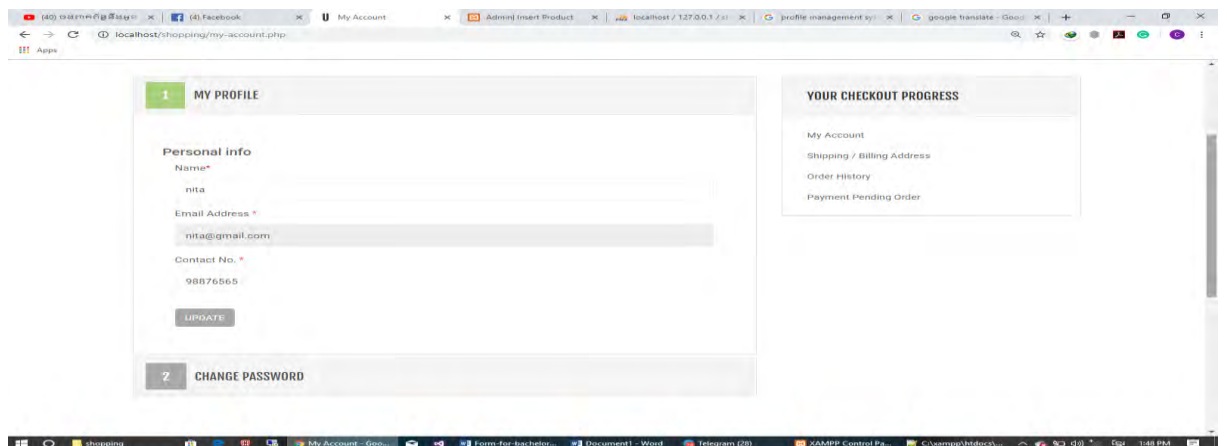 (4) Facebook
My Account
Admin| Insert Product
localhost / 127.0.0.1 /
profile management sy
google translate - Goo
localhost/shopping/my-account.php
Apps
1 MY PROFILE
Personal info
Name*
nita
Email Address *
nita@gmail.com
Contact No. *
98876565
UPDATE
2 CHANGE PASSWORD
YOUR CHECKOUT PROGRESS
My Account
Shipping / Billing Address
Order History
Payment Pending Order
shopping
My Account - Goo...
Form-for-bachelor...
Document1 - Word
Telegram (28)
XAMPP Control Pa...
C:\xampp\htdocs\...
1:48 PM